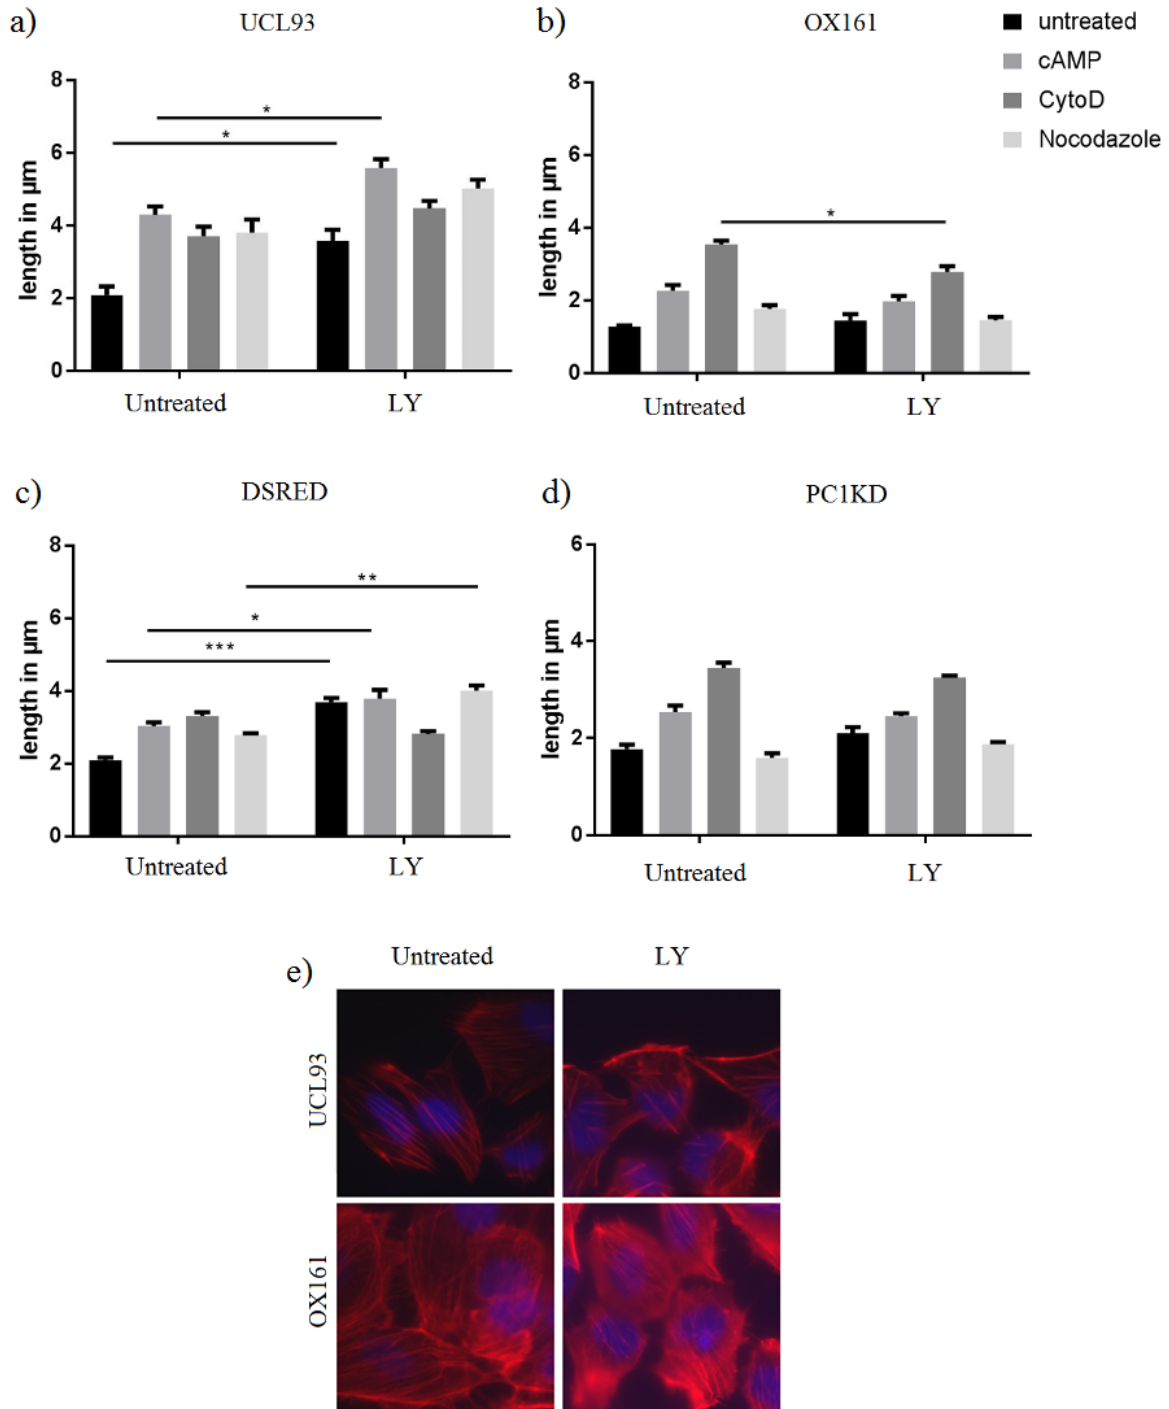 a)
UCL93
length in µm
8
6
4
2
0
*
*
Untreated
LY
b)
OX161
length in µm
8
6
4
2
0
*
Untreated
LY
untreated
cAMP
CytoD
Nocodazole
c)
DSRED
length in µm
8
6
4
2
0
**
*
***
Untreated
LY
d)
PC1KD
length in µm
6
4
2
0
Untreated
LY
e)
Untreated
LY
UCL93
OX161